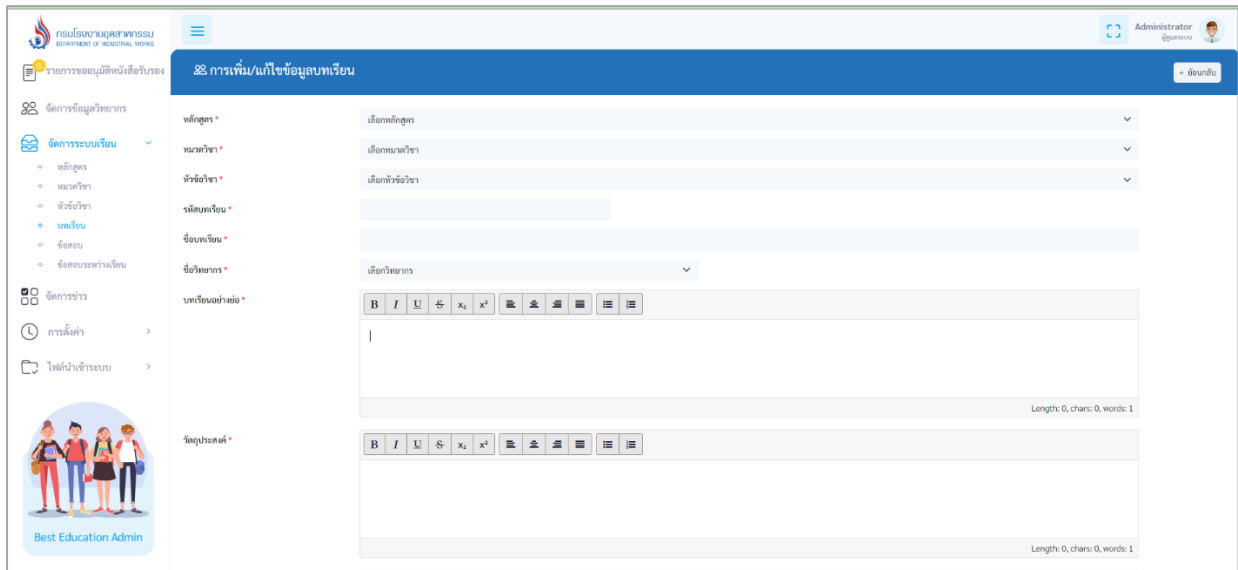 กรมโรงงานอุตสาหกรรม
DEPARTMENT OF INDUSTRIAL WORKS
Administrator
ผู้ดูแลระบบ
0
รายการขออนุมัติหนังสือรับรอง
จัดการข้อมูลวิทยากร
จัดการระบบเรียน
หลักสูตร
หมวดวิชา
หัวข้อวิชา
บทเรียน
ข้อสอบ
ข้อสอบระหว่างเรียน
จัดการข่าว
การตั้งค่า
ไฟล์นำเข้าระบบ
Best Education Admin
การเพิ่ม/แก้ไขข้อมูลบทเรียน
ย้อนกลับ
หลักสูตร * เลือกหลักสูตร
หมวดวิชา * เลือกหมวดวิชา
หัวข้อวิชา * เลือกหัวข้อวิชา
รหัสบทเรียน *
ชื่อบทเรียน *
ชื่อวิทยากร * เลือกวิทยากร
บทเรียนอย่างย่อ *
B I U S x₂ x²
Length: 0, chars: 0, words: 1
วัตถุประสงค์ *
B I U S x₂ x²
Length: 0, chars: 0, words: 1